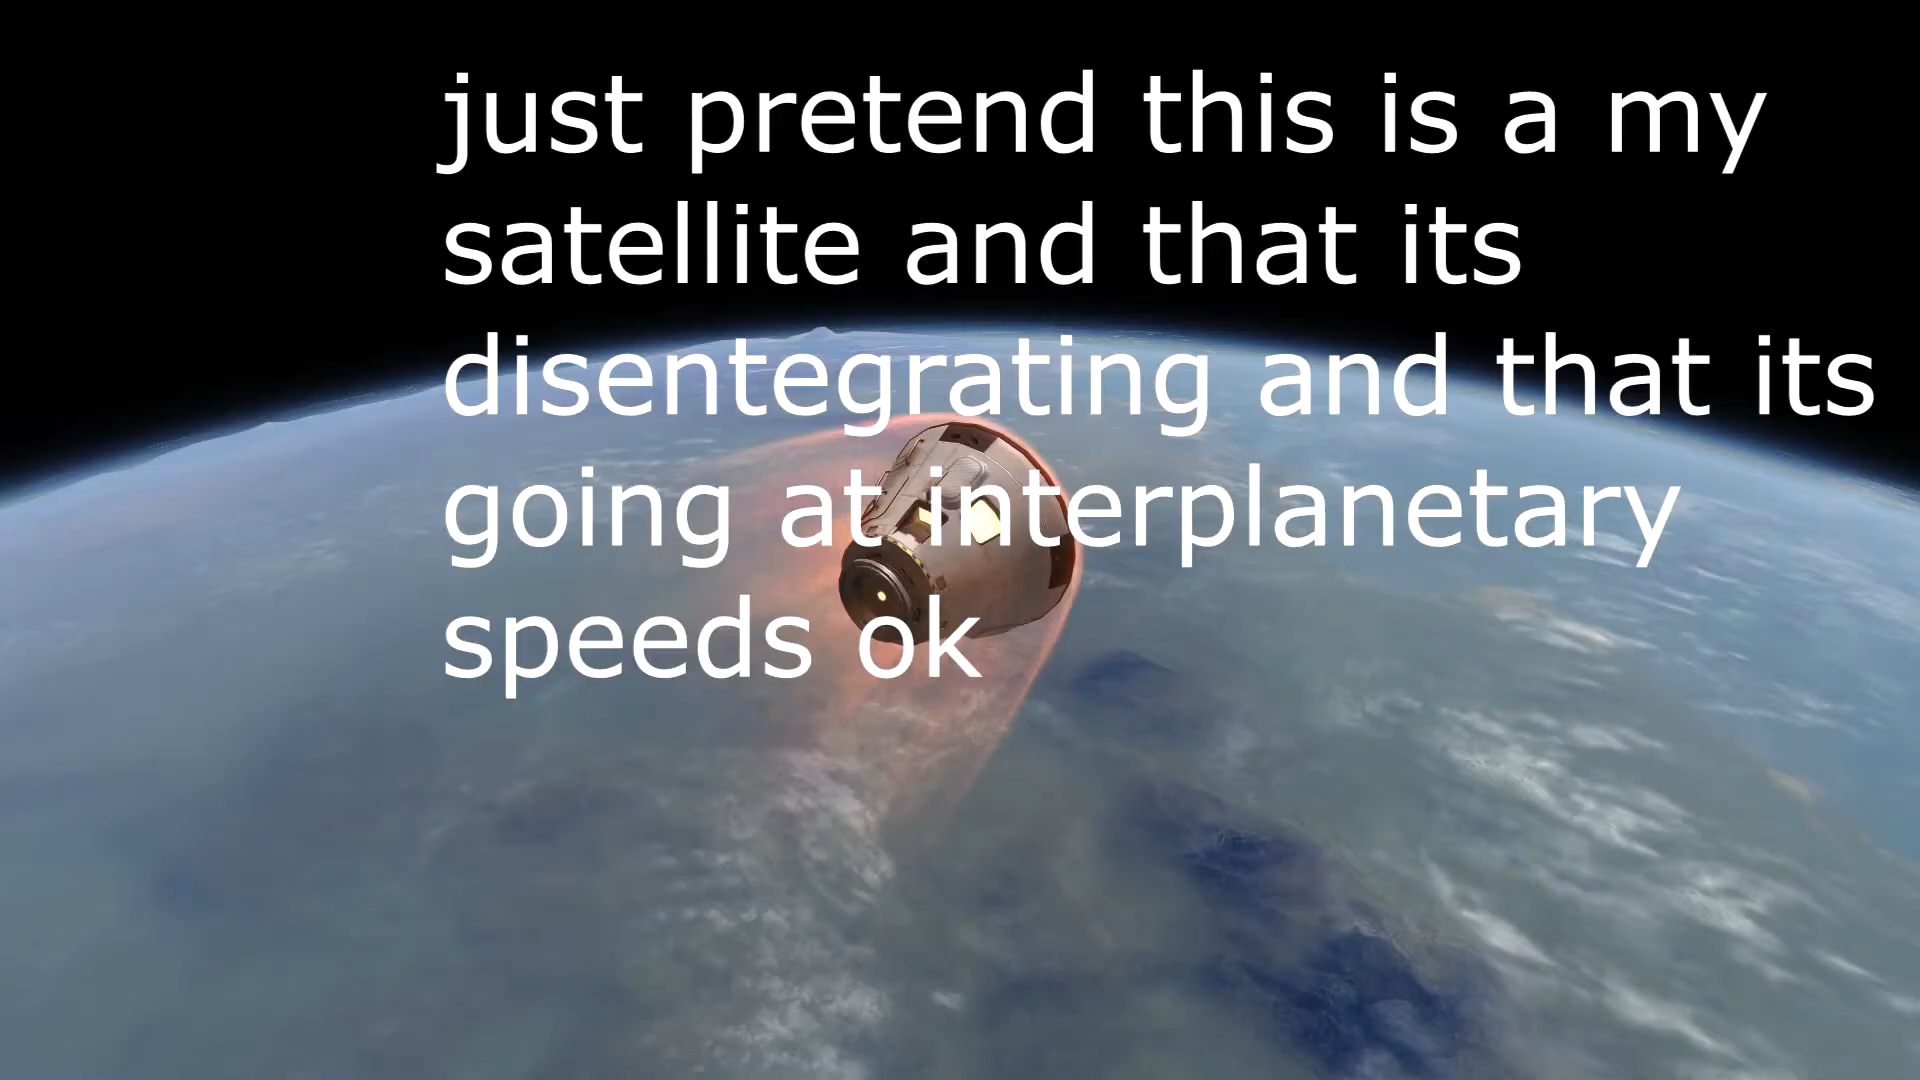 just pretend this is a my
satellite and that its
disentegrating and that its
going at interplanetary
speeds ok